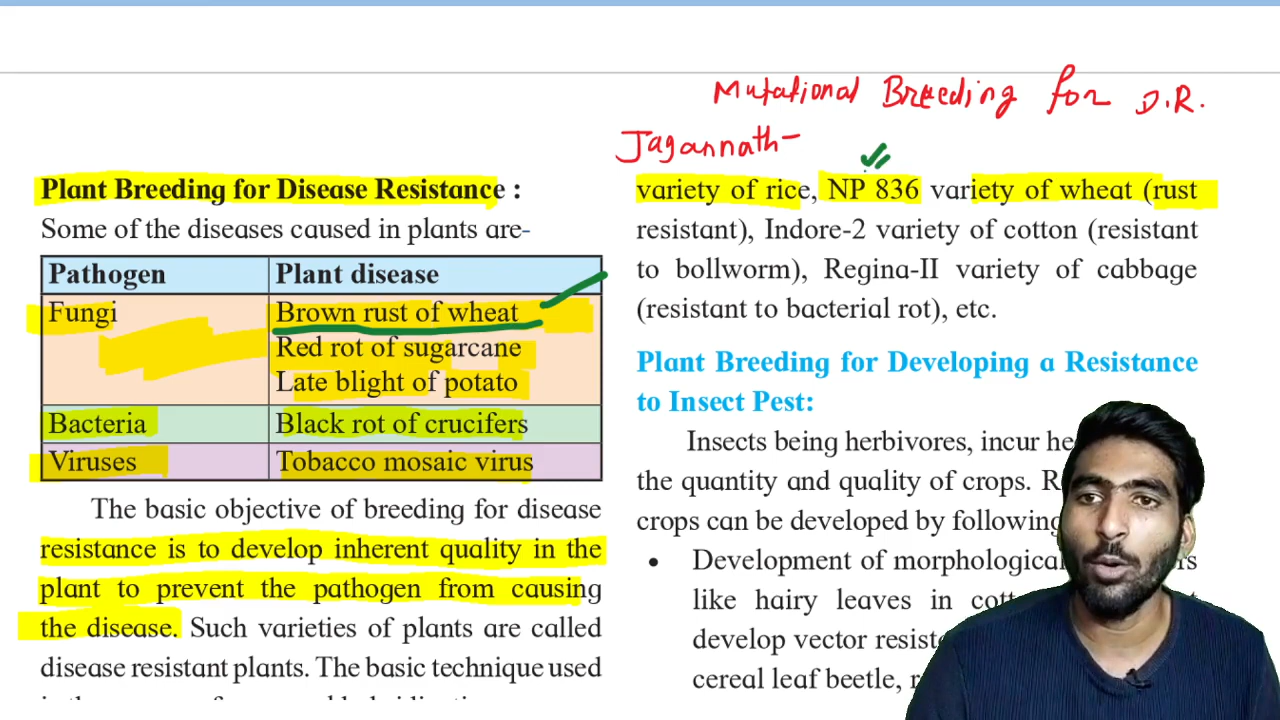 Mutational Breeding for D.R.
Jagannath-
Plant Breeding for Disease Resistance :
Some of the diseases caused in plants are-
Pathogen Plant disease
Fungi Brown rust of wheat
Red rot of sugarcane
Late blight of potato
Bacteria Black rot of crucifers
Viruses Tobacco mosaic virus
The basic objective of breeding for disease
resistance is to develop inherent quality in the
plant to prevent the pathogen from causing
the disease. Such varieties of plants are called
disease resistant plants. The basic technique used
variety of rice, NP 836 variety of wheat (rust
resistant), Indore-2 variety of cotton (resistant
to bollworm), Regina-II variety of cabbage
(resistant to bacterial rot), etc.
Plant Breeding for Developing a Resistance
to Insect Pest:
Insects being herbivores, incur
the quantity and quality of crops.
crops can be developed by following
• Development of morphological
like hairy leaves in
develop vector
cereal leaf beetle,